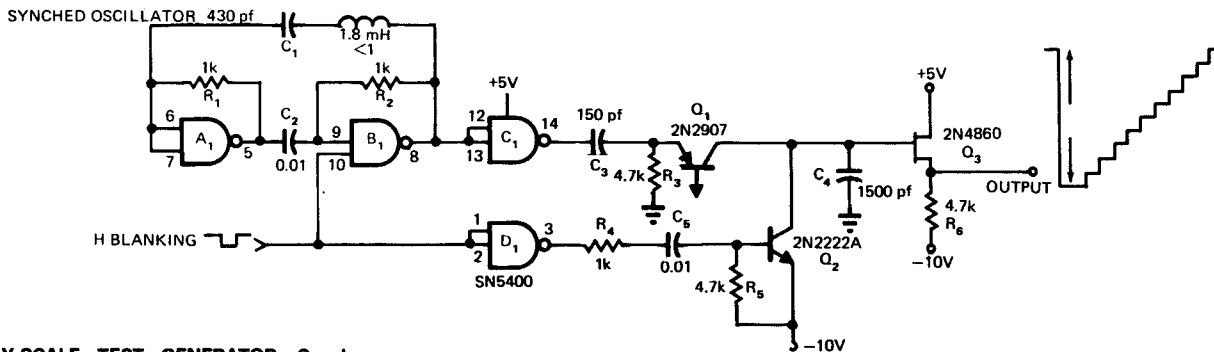 SYNCHED OSCILLATOR 430 pf
C1
1.8 mH
<1
1k
R1
1k
R2
6
7
A1
5
C2
0.01
9
10
B1
8
+5V
12
13
C1
14
150 pf
C3
4.7k
R3
Q1
2N2907
C4
1500 pf
+5V
2N4860
Q3
OUTPUT
4.7k
R6
-10V
H BLANKING
1
2
D1
3
SN5400
R4
1k
C5
0.01
4.7k
R5
2N2222A
Q2
-10V